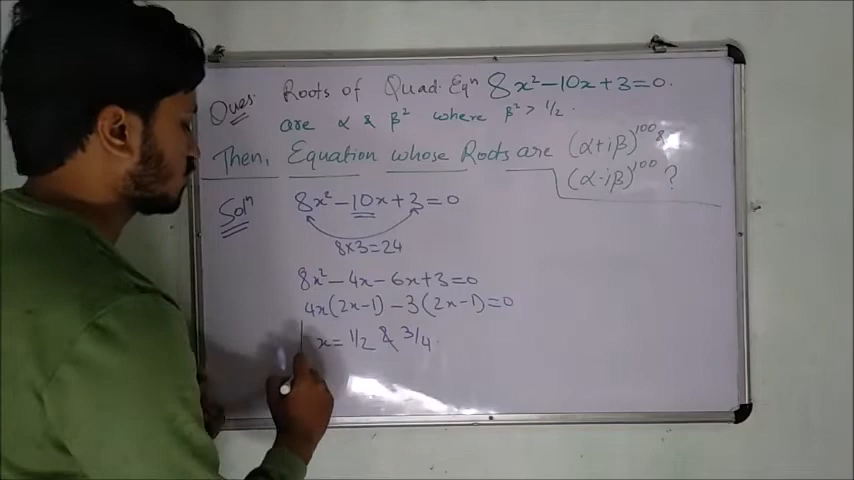 Ques. Roots of Quad. Eqⁿ 8x²-10x+3=0.
are α & β² where β² > 1/2.
Then, Equation whose Roots are (α+iβ)¹⁰⁰ &
(α-iβ)¹⁰⁰ ?
Solⁿ 8x²-10x+3=0
8×3=24
8x²-4x-6x+3=0
4x(2x-1)-3(2x-1)=0
x= 1/2 & 3/4.